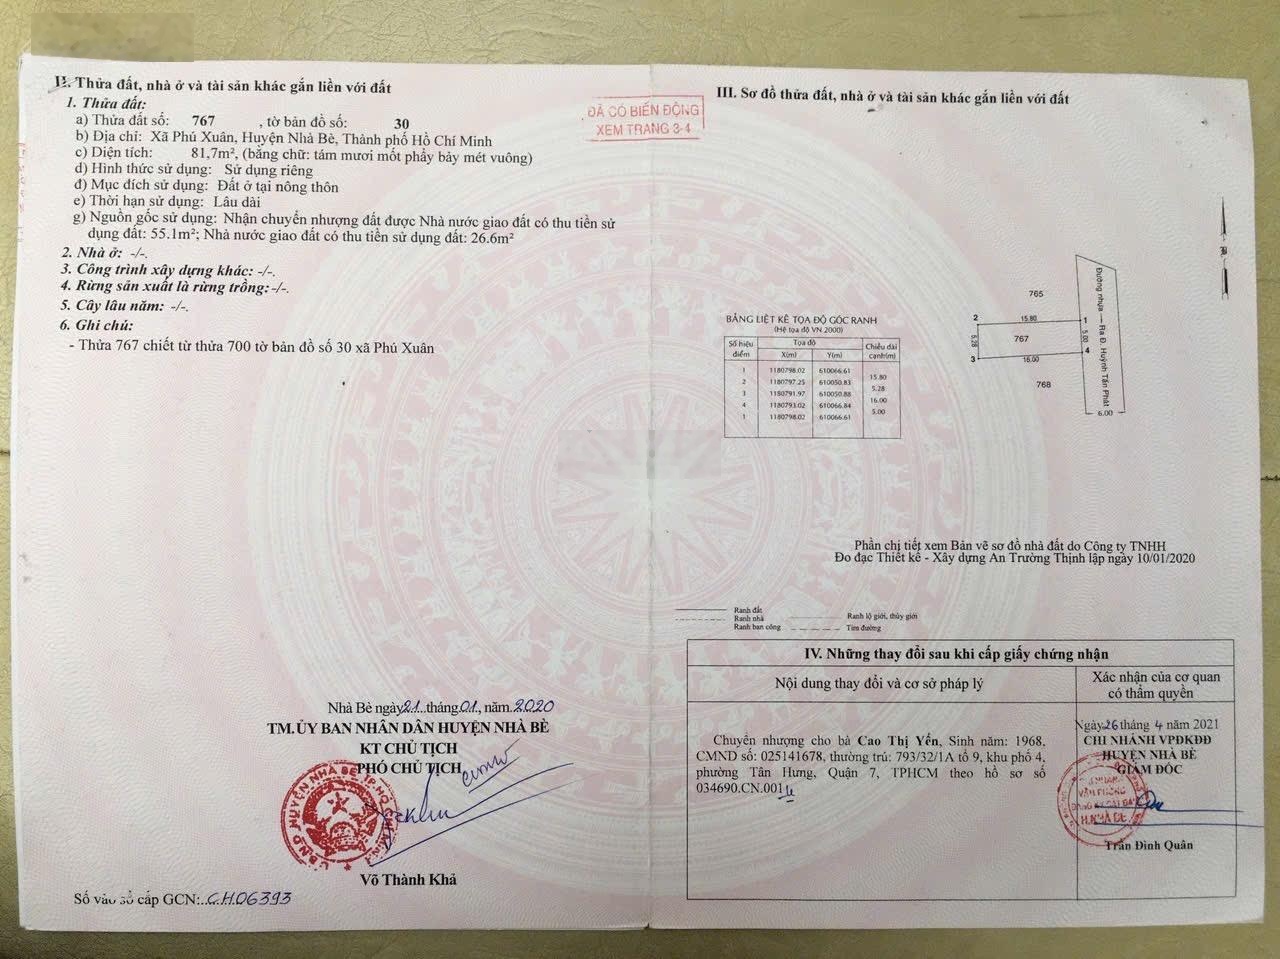 II. Thửa đất, nhà ở và tài sản khác gắn liền với đất
1. Thửa đất:
a) Thửa đất số: 767 , tờ bản đồ số: 30
b) Địa chỉ: Xã Phú Xuân, Huyện Nhà Bè, Thành phố Hồ Chí Minh
c) Diện tích: 81,7m², (bằng chữ: tám mươi mốt phẩy bảy mét vuông)
d) Hình thức sử dụng: Sử dụng riêng
đ) Mục đích sử dụng: Đất ở tại nông thôn
e) Thời hạn sử dụng: Lâu dài
g) Nguồn gốc sử dụng: Nhận chuyển nhượng đất được Nhà nước giao đất có thu tiền sử
dụng đất: 55.1m²; Nhà nước giao đất có thu tiền sử dụng đất: 26.6m²
2. Nhà ở: -/-.
3. Công trình xây dựng khác: -/-.
4. Rừng sản xuất là rừng trồng: -/-.
5. Cây lâu năm: -/-.
6. Ghi chú:
- Thửa 767 chiết từ thửa 700 tờ bản đồ số 30 xã Phú Xuân
ĐÃ CÓ BIẾN ĐỘNG
XEM TRANG 3-4
Nhà Bè ngày 21 tháng 01, năm 2020
TM.ỦY BAN NHÂN DÂN HUYỆN NHÀ BÈ
KT CHỦ TỊCH
PHÓ CHỦ TỊCH
Võ Thành Khả
Số vào sổ cấp GCN: CH06393
III. Sơ đồ thửa đất, nhà ở và tài sản khác gắn liền với đất
765
2 15.80 1
5.28 767 5.00
3 16.00 4
768
Đường nhựa — Ra Đ. Huỳnh Tấn Phát
6.00
BẢNG LIỆT KÊ TỌA ĐỘ GÓC RANH
(Hệ tọa độ VN 2000)
Số hiệu điểm Tọa độ Chiều dài cạnh(m)
X(m) Y(m)
1 1180798.02 610066.61
15.80
2 1180797.25 610050.83
5.28
3 1180791.97 610050.88
16.00
4 1180793.02 610066.84
5.00
1 1180798.02 610066.61
Phần chi tiết xem Bản vẽ sơ đồ nhà đất do Công ty TNHH
Đo đạc Thiết kế - Xây dựng An Trường Thịnh lập ngày 10/01/2020
Ranh đất
Ranh nhà Ranh lộ giới, thủy giới
Ranh ban công Tim đường
IV. Những thay đổi sau khi cấp giấy chứng nhận
Nội dung thay đổi và cơ sở pháp lý
Xác nhận của cơ quan
có thẩm quyền
Chuyển nhượng cho bà Cao Thị Yến, Sinh năm: 1968,
CMND số: 025141678, thường trú: 793/32/1A tổ 9, khu phố 4,
phường Tân Hưng, Quận 7, TPHCM theo hồ sơ số
034690.CN.001
Ngày 26 tháng 4 năm 2021
CHI NHÁNH VPĐKĐĐ
HUYỆN NHÀ BÈ
GIÁM ĐỐC
Trần Đình Quân